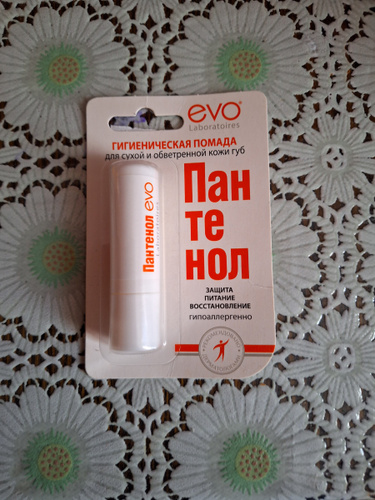 evo®
Laboratoires
ГИГИЕНИЧЕСКАЯ ПОМАДА
для сухой и обветренной кожи губ
Пан
те
нол
ЗАЩИТА
ПИТАНИЕ
ВОССТАНОВЛЕНИЕ
гипоаллергенно
Пантенол evo
Laboratoires